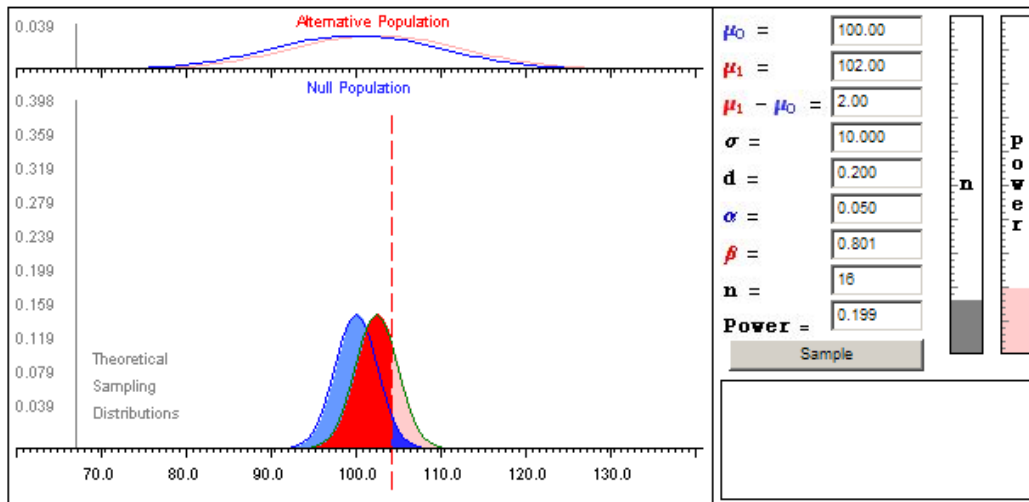 0.039
Alternative Population
Null Population
0.398
0.359
0.319
0.279
0.239
0.199
0.159
0.119
0.079
0.039
Theoretical
Sampling
Distributions
70.0 80.0 90.0 100.0 110.0 120.0 130.0
μ0 = 100.00
μ1 = 102.00
μ1 - μ0 = 2.00
σ = 10.000
d = 0.200
α = 0.050
β = 0.801
n = 16
Power = 0.199
Sample
n
Power